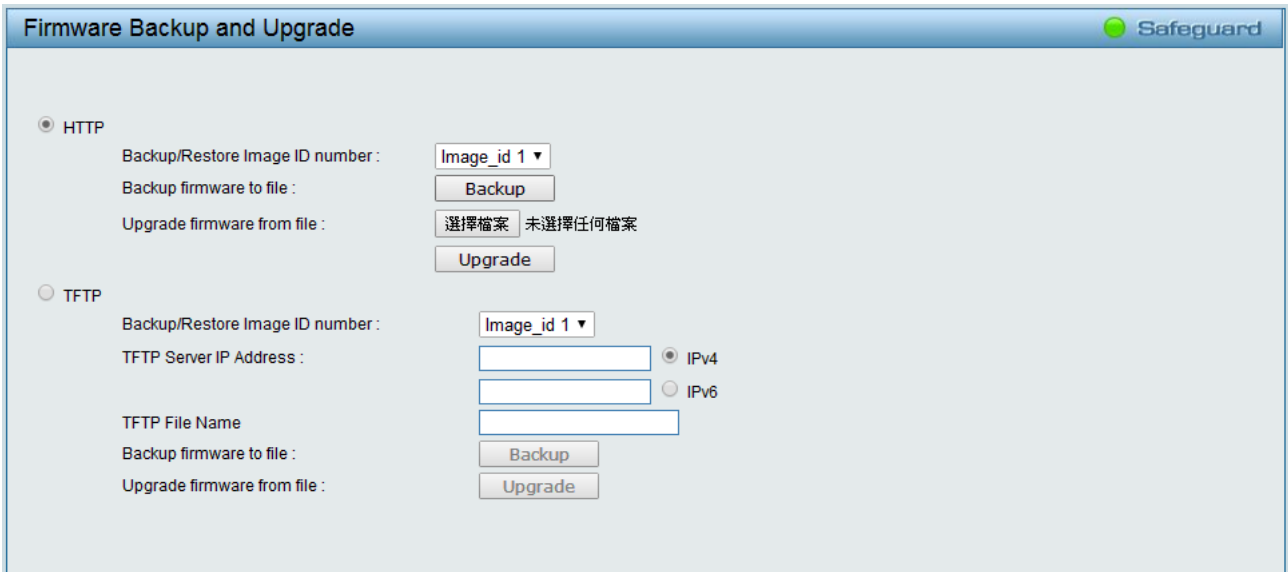 Firmware Backup and Upgrade Safeguard
HTTP
Backup/Restore Image ID number : Image_id 1
Backup firmware to file : Backup
Upgrade firmware from file : 選擇檔案 未選擇任何檔案
Upgrade
TFTP
Backup/Restore Image ID number : Image_id 1
TFTP Server IP Address : IPv4
IPv6
TFTP File Name
Backup firmware to file : Backup
Upgrade firmware from file : Upgrade